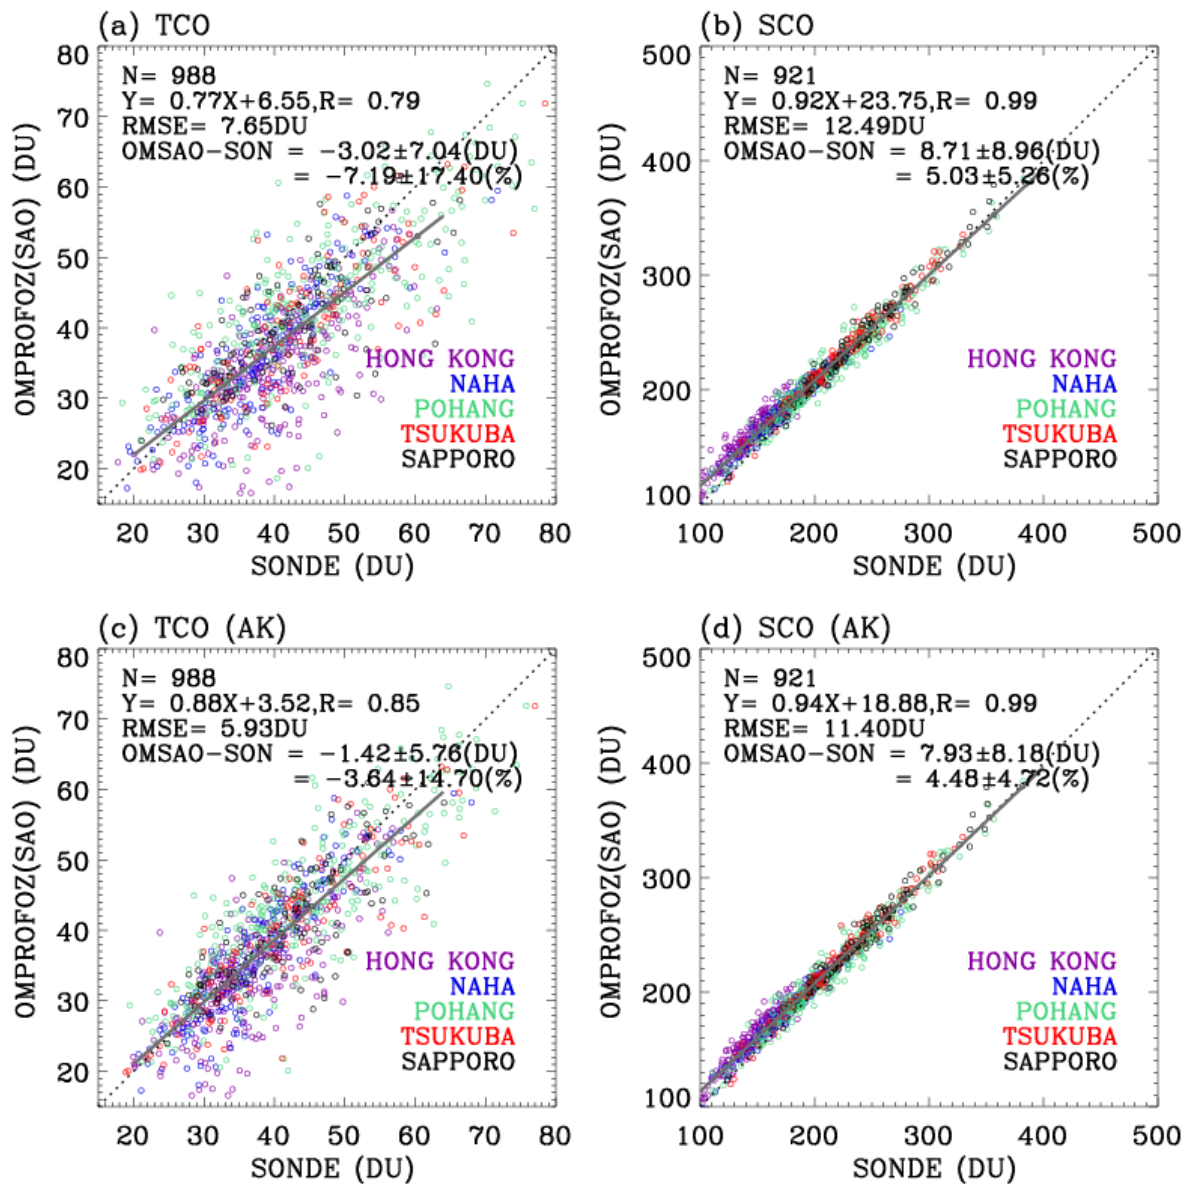 (a) TCO
80
70
60
50
40
30
20
OMPROFOZ(SAO) (DU)
N= 988
Y= 0.77X+6.55,R= 0.79
RMSE= 7.65DU
OMSAO-SON = -3.02±7.04(DU)
= -7.19±17.40(%)
HONG KONG
NAHA
POHANG
TSUKUBA
SAPPORO
20 30 40 50 60 70 80
SONDE (DU)
(b) SCO
500
400
300
200
100
OMPROFOZ(SAO) (DU)
N= 921
Y= 0.92X+23.75,R= 0.99
RMSE= 12.49DU
OMSAO-SON = 8.71±8.96(DU)
= 5.03±5.26(%)
HONG KONG
NAHA
POHANG
TSUKUBA
SAPPORO
100 200 300 400 500
SONDE (DU)
(c) TCO (AK)
80
70
60
50
40
30
20
OMPROFOZ(SAO) (DU)
N= 988
Y= 0.88X+3.52,R= 0.85
RMSE= 5.93DU
OMSAO-SON = -1.42±5.76(DU)
= -3.64±14.70(%)
HONG KONG
NAHA
POHANG
TSUKUBA
SAPPORO
20 30 40 50 60 70 80
SONDE (DU)
(d) SCO (AK)
500
400
300
200
100
OMPROFOZ(SAO) (DU)
N= 921
Y= 0.94X+18.88,R= 0.99
RMSE= 11.40DU
OMSAO-SON = 7.93±8.18(DU)
= 4.48±4.72(%)
HONG KONG
NAHA
POHANG
TSUKUBA
SAPPORO
100 200 300 400 500
SONDE (DU)